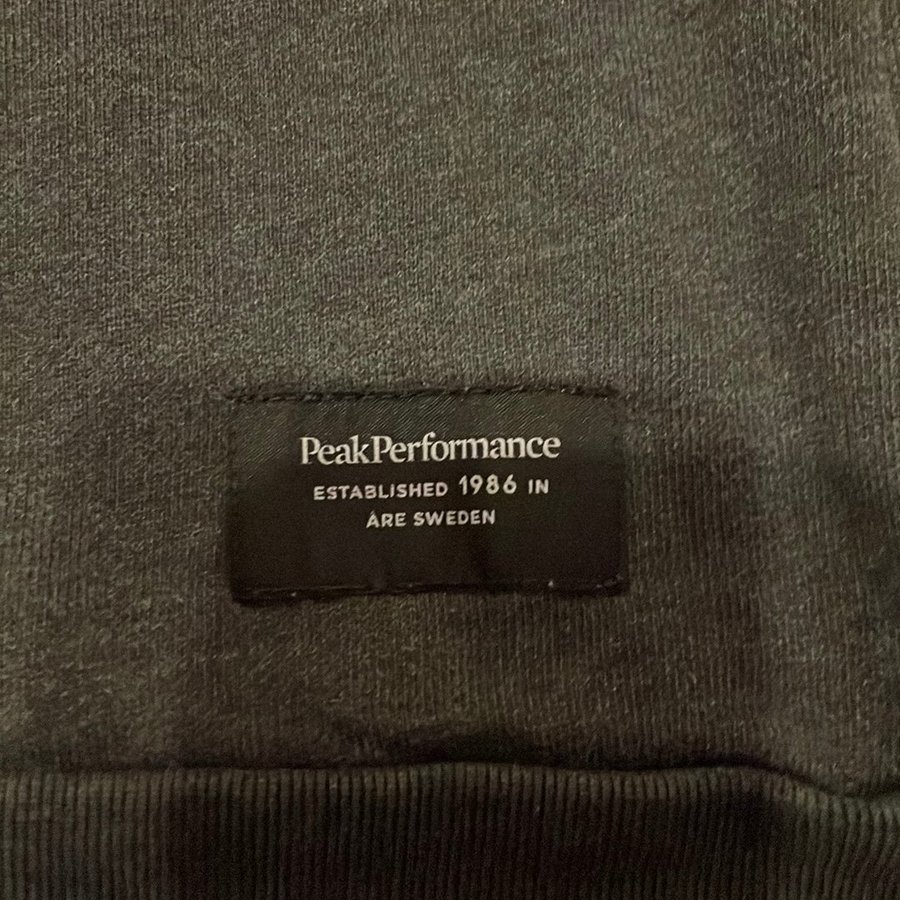 PeakPerformance
ESTABLISHED 1986 IN
ÅRE SWEDEN